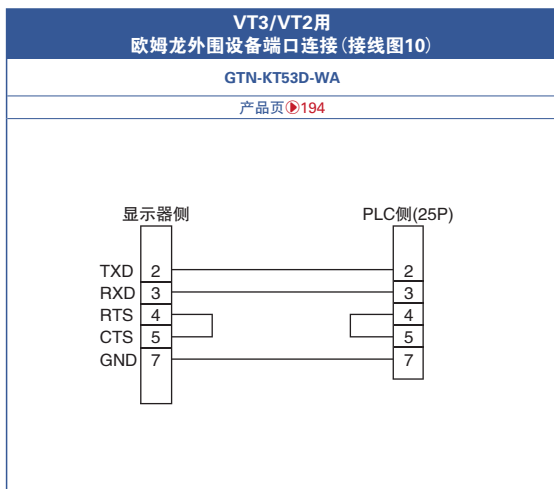 VT3/VT2用
欧姆龙外围设备端口连接(接线图10)
GTN-KT53D-WA
产品页194
显示器侧 PLC侧(25P)
TXD 2 2
RXD 3 3
RTS 4 4
CTS 5 5
GND 7 7